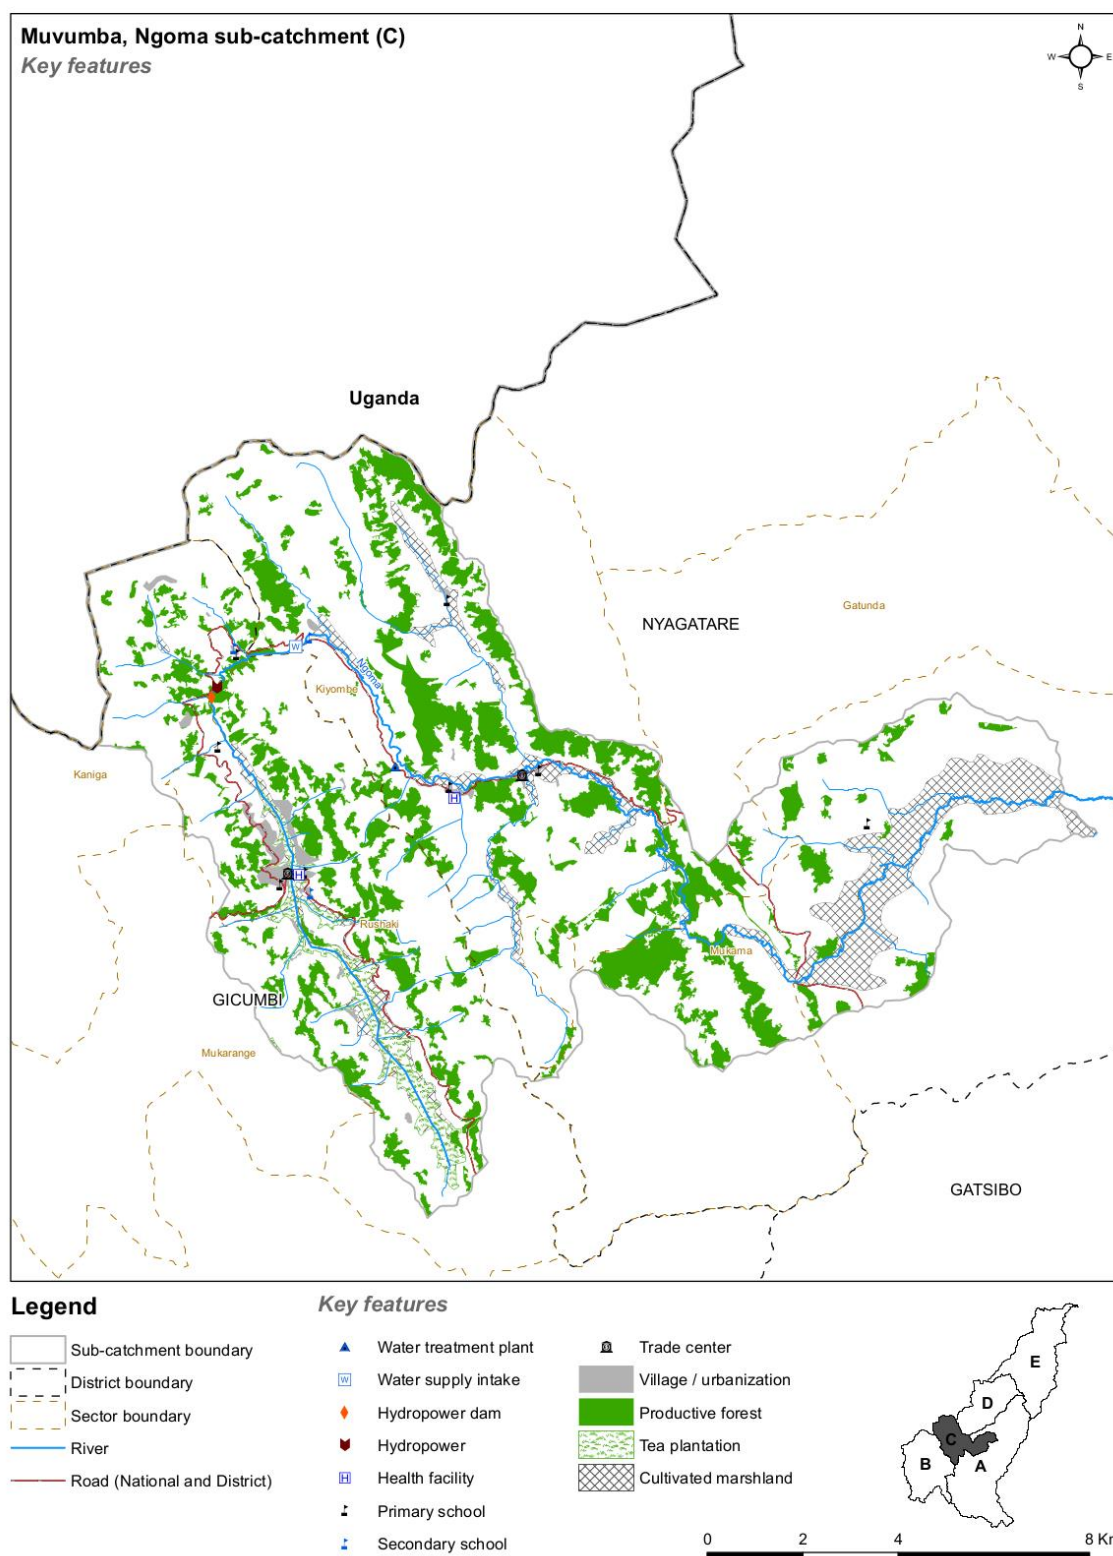 Muvumba, Ngoma sub-catchment (C)
Key features
N
W
E
S
Uganda
NYAGATARE
Gatunda
Ngoma
Kiyombe
Kaniga
Rushaki
Mukama
GICUMBI
Mukarange
GATSIBO
Legend
Sub-catchment boundary
District boundary
Sector boundary
River
Road (National and District)
Key features
Water treatment plant
W Water supply intake
Hydropower dam
Hydropower
H Health facility
Primary school
Secondary school
Trade center
Village / urbanization
Productive forest
Tea plantation
Cultivated marshland
E
D
C
B
A
0 2 4 8 Km